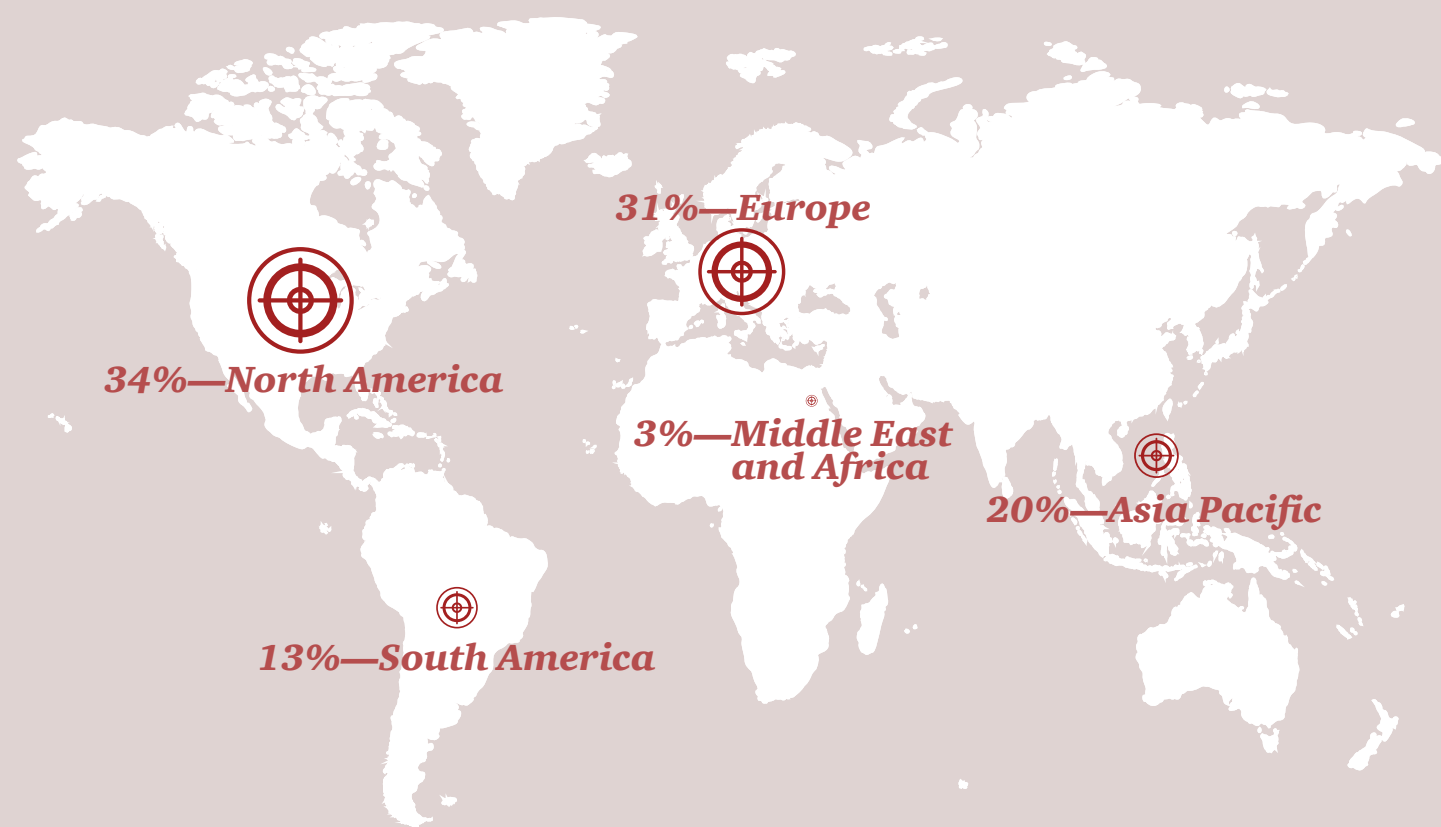 31%—Europe
34%—North America
3%—Middle East
and Africa
20%—Asia Pacific
13%—South America